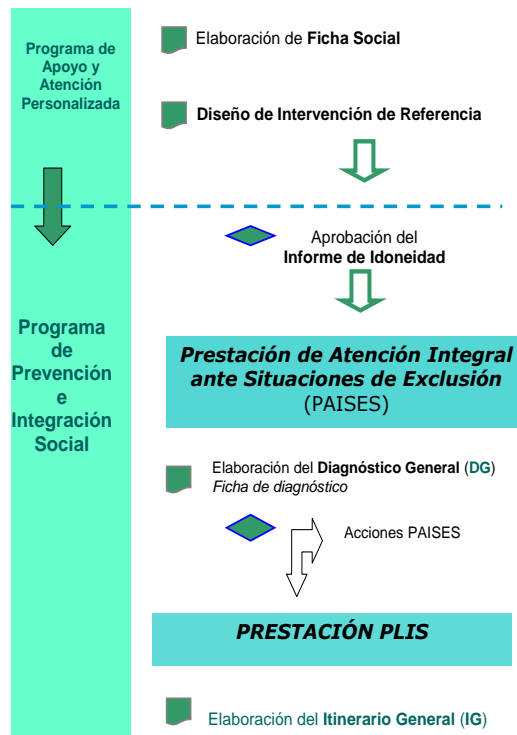 Programa de
Apoyo y
Atención
Personalizada
Elaboración de Ficha Social
Diseño de Intervención de Referencia
Aprobación del
Informe de Idoneidad
Programa
de
Prevención
e
Integración
Social
Prestación de Atención Integral
ante Situaciones de Exclusión
(PAISES)
Elaboración del Diagnóstico General (DG)
Ficha de diagnóstico
Acciones PAISES
PRESTACIÓN PLIS
Elaboración del Itinerario General (IG)